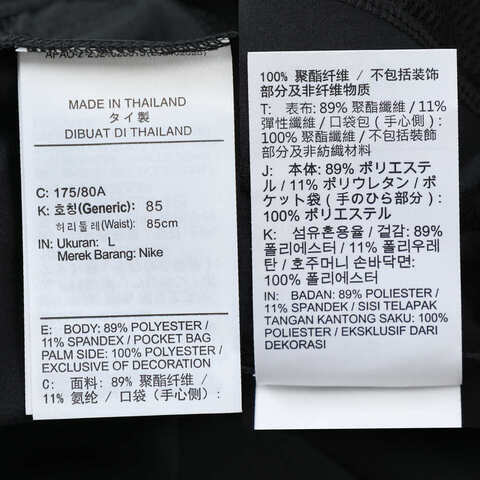 MADE IN THAILAND
タイ製
DIBUAT DI THAILAND
C: 175/80A
K: 호칭(Generic): 85
허리둘레(Waist): 85cm
IN: Ukuran: L
Merek Barang: Nike
E: BODY: 89% POLYESTER /
11% SPANDEX / POCKET BAG
PALM SIDE: 100% POLYESTER /
EXCLUSIVE OF DECORATION
C: 面料: 89% 聚酯纤维 /
11% 氨纶 / 口袋 (手心侧) :
100% 聚酯纤维 / 不包括装饰
部分及非纤维物质
T: 表布: 89% 聚酯纖維 / 11%
彈性纖維 / 口袋包 (手心側) :
100% 聚酯纖維 / 不包括裝飾
部分及非紡織材料
J: 本体: 89% ポリエステ
ル / 11% ポリウレタン / ポ
ケット袋 (手のひら部分) :
100% ポリエステル
K: 섬유혼용율 / 겉감: 89%
폴리에스터 / 11% 폴리우레
탄 / 호주머니 손바닥면:
100% 폴리에스터
IN: BADAN: 89% POLIESTER /
11% SPANDEK / SISI TELAPAK
TANGAN KANTONG SAKU: 100%
POLIESTER / EKSKLUSIF DARI
DEKORASI